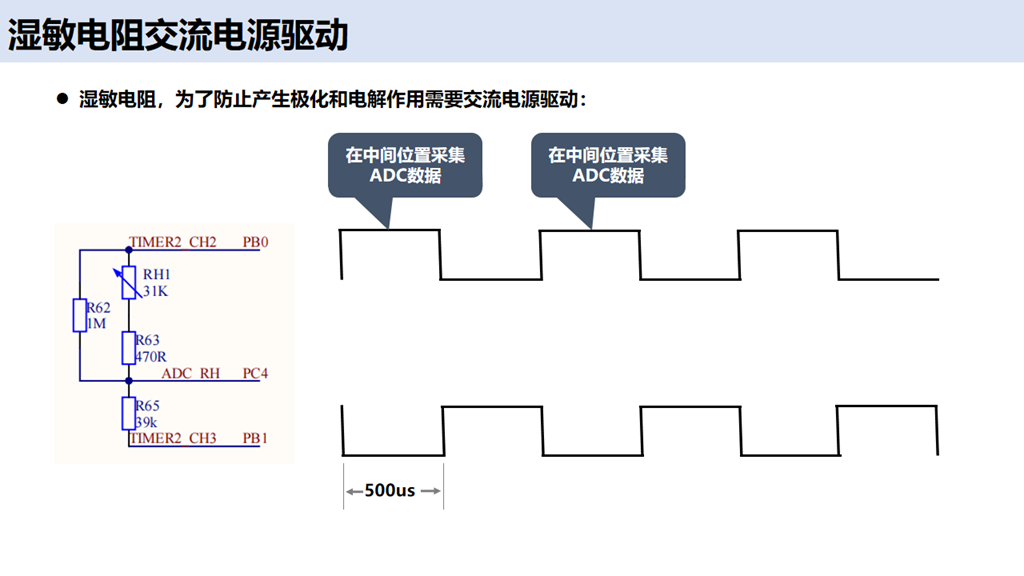 湿敏电阻交流电源驱动
● 湿敏电阻，为了防止产生极化和电解作用需要交流电源驱动：
在中间位置采集
ADC数据
在中间位置采集
ADC数据
TIMER2_CH2 PB0
RH1
31K
R62
1M
R63
470R
ADC_RH PC4
R65
39k
TIMER2_CH3 PB1
500us